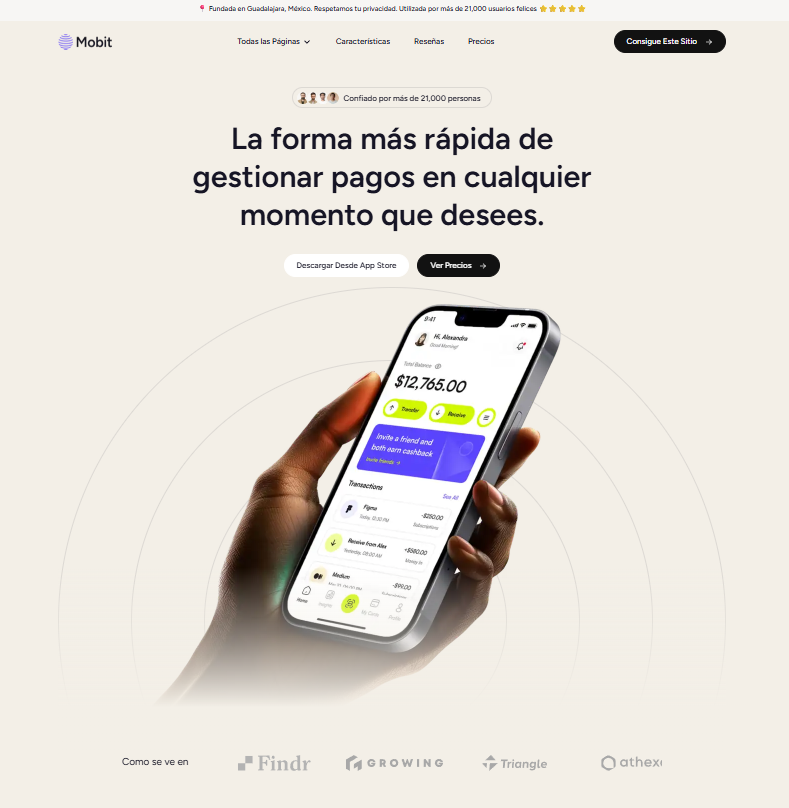 Fundada en Guadalajara, México. Respetamos tu privacidad. Utilizada por más de 21,000 usuarios felices
Mobit
Todas las Páginas
Características
Reseñas
Precios
Consigue Este Sitio
Confiado por más de 21,000 personas
La forma más rápida de
gestionar pagos en cualquier
momento que desees.
Descargar Desde App Store
Ver Precios
9:41
Hi, Alexandra
Good Morning!
Total Balance
$12,765.00
Transfer
Receive
Invite a friend and
both earn cashback
Invite friends
Transactions
See All
Figma
-$250.00
Today, 10:30 PM
Subscriptions
Receive from Alex
+$580.00
Yesterday, 08:00 AM
Money In
Medium
-$99.00
Home
Insights
My Cards
Profile
Como se ve en
Findr
GROWING
Triangle